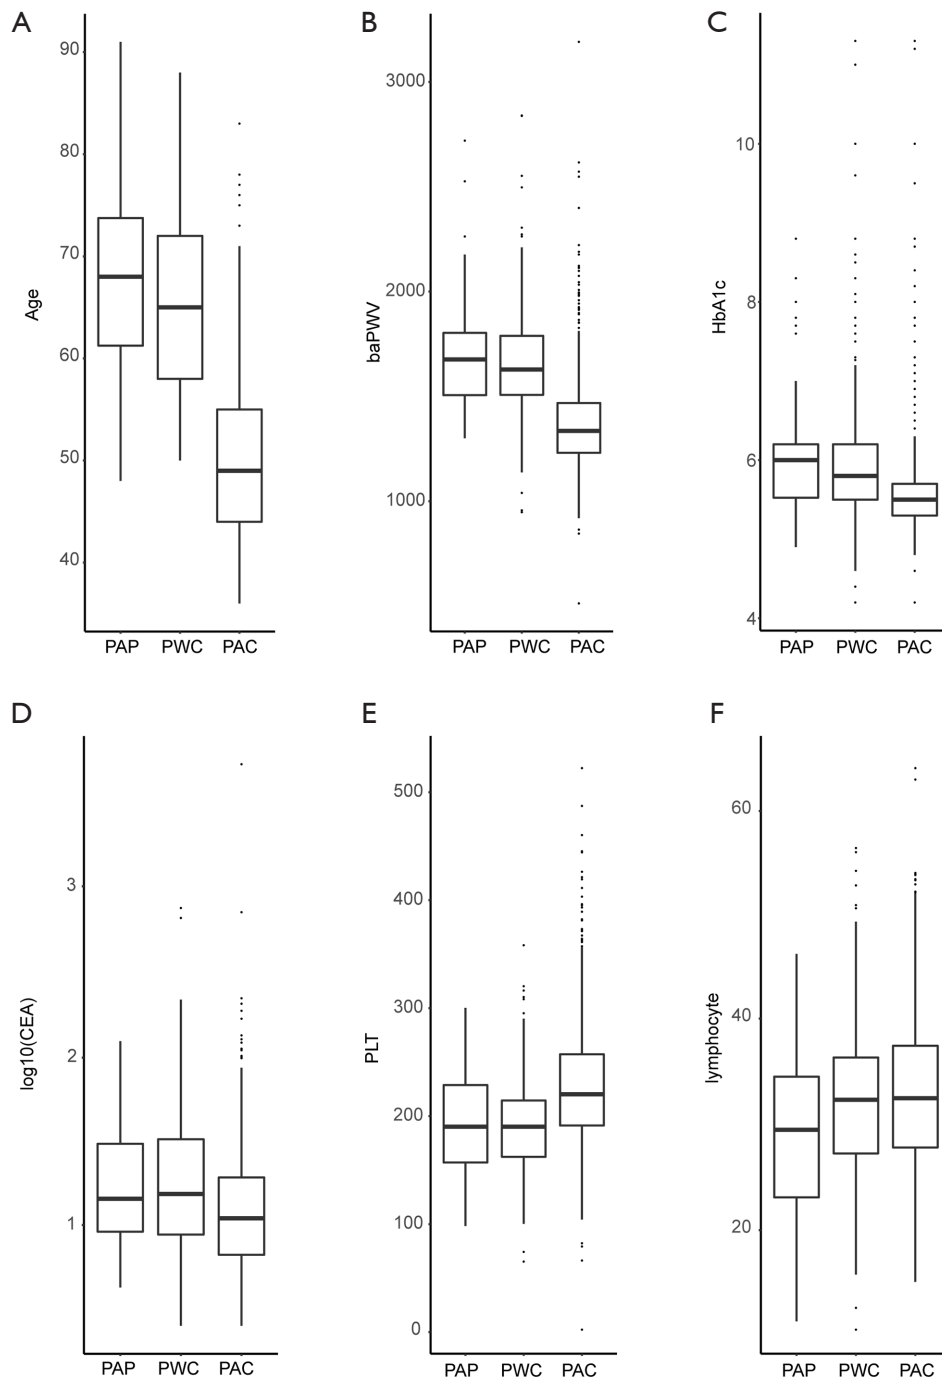 A
90
80
70
60
50
40
Age
PAP PWC PAC
B
3000
2000
1000
baPWV
PAP PWC PAC
C
10
8
6
4
HbA1c
PAP PWC PAC
D
3
2
1
log10(CEA)
PAP PWC PAC
E
500
400
300
200
100
0
PLT
PAP PWC PAC
F
60
40
20
lymphocyte
PAP PWC PAC